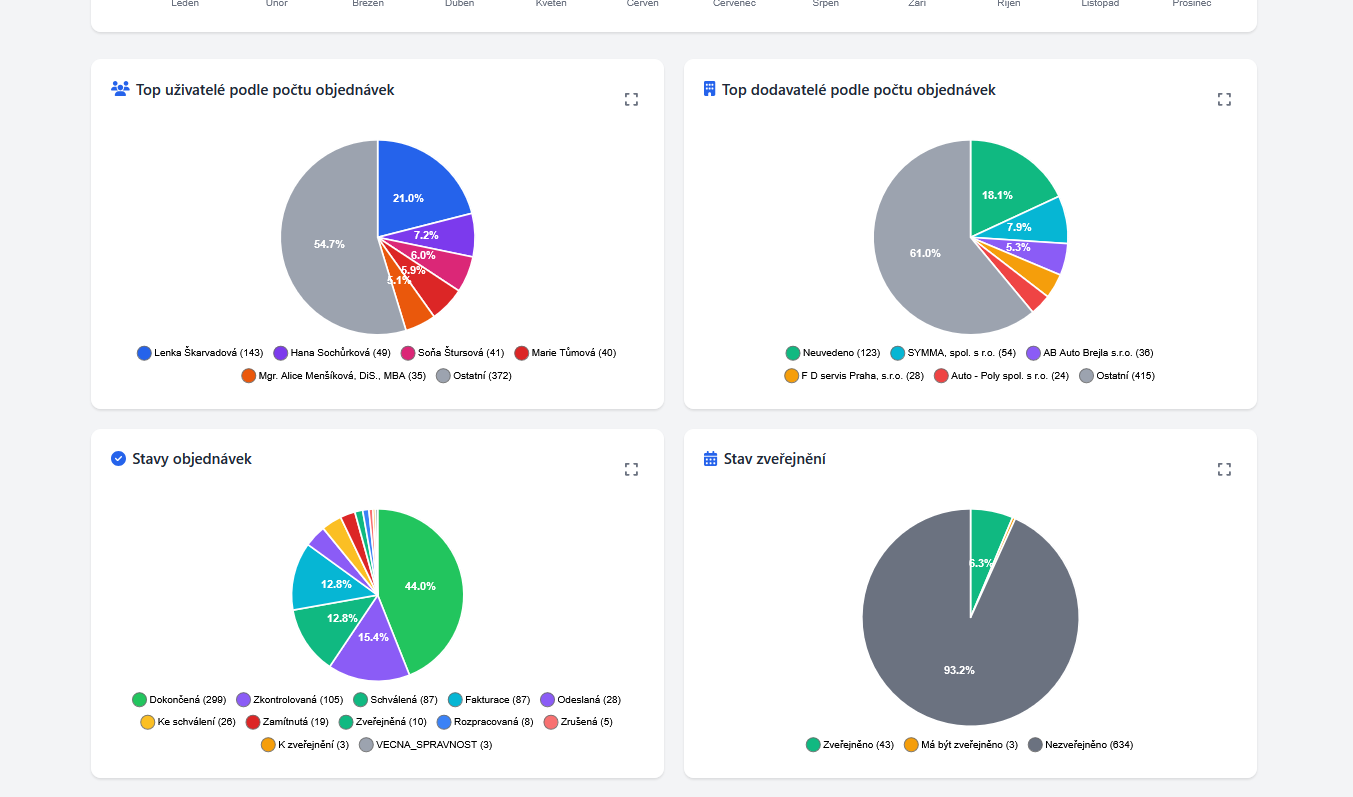 Leden Únor Březen Duben Květen Červen Červenec Srpen Září Říjen Listopad Prosinec
Top uživatelé podle počtu objednávek
21.0%
7.2%
54.7%
6.0%
5.9%
5.1%
Lenka Škarvadová (143) Hana Sochůrková (49) Soňa Štursová (41) Marie Tůmová (40)
Mgr. Alice Menšíková, DiS., MBA (35) Ostatní (372)
Top dodavatelé podle počtu objednávek
18.1%
7.9%
5.3%
61.0%
Neuvedeno (123) SYMMA, spol. s r.o. (54) AB Auto Brejla s.r.o. (36)
F D servis Praha, s.r.o. (28) Auto - Poly spol. s r.o. (24) Ostatní (415)
Stavy objednávek
12.8%
44.0%
12.8%
15.4%
Dokončená (299) Zkontrolovaná (105) Schválená (87) Fakturace (87) Odeslaná (28)
Ke schválení (26) Zamítnutá (19) Zveřejněná (10) Rozpracovaná (8) Zrušená (5)
K zveřejnění (3) VECNA_SPRAVNOST (3)
Stav zveřejnění
6.3%
93.2%
Zveřejněno (43) Má být zveřejněno (3) Nezveřejněno (634)